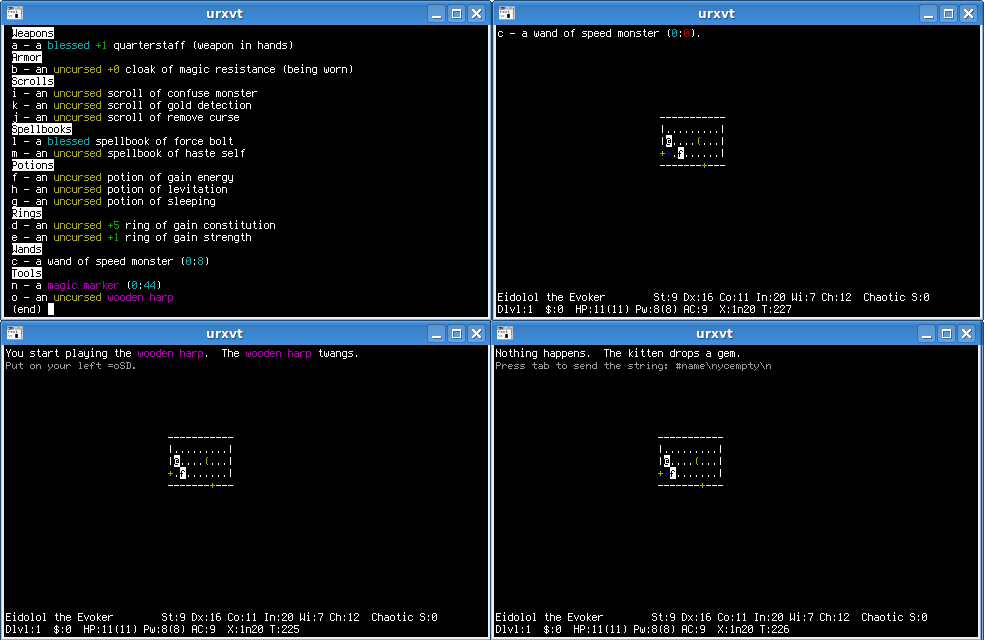 urxvt
Weapons
a - a blessed +1 quarterstaff (weapon in hands)
Armor
b - an uncursed +0 cloak of magic resistance (being worn)
Scrolls
i - an uncursed scroll of confuse monster
k - an uncursed scroll of gold detection
j - an uncursed scroll of remove curse
Spellbooks
l - a blessed spellbook of force bolt
m - an uncursed spellbook of haste self
Potions
f - an uncursed potion of gain energy
h - an uncursed potion of levitation
g - an uncursed potion of sleeping
Rings
d - an uncursed +5 ring of gain constitution
e - an uncursed +1 ring of gain strength
Wands
c - a wand of speed monster (0:8)
Tools
n - a magic marker (0:44)
o - an uncursed wooden harp
(end)
urxvt
c - a wand of speed monster (0:0).
-----------
|.........|
|@....(...|
+·.f......|
-------+---
Eidolol the Evoker St:9 Dx:16 Co:11 In:20 Wi:7 Ch:12 Chaotic S:0
Dlvl:1 $:0 HP:11(11) Pw:8(8) AC:9 X:1n20 T:227
urxvt
You start playing the wooden harp. The wooden harp twangs.
Put on your left =oSD.
-----------
|.........|
|@....(...|
+.f.......|
-------+---
Eidolol the Evoker St:9 Dx:16 Co:11 In:20 Wi:7 Ch:12 Chaotic S:0
Dlvl:1 $:0 HP:11(11) Pw:8(8) AC:9 X:1n20 T:225
urxvt
Nothing happens. The kitten drops a gem.
Press tab to send the string: #name\nycempty\n
-----------
|.........|
|@....(...|
+·f.......|
-------+---
Eidolol the Evoker St:9 Dx:16 Co:11 In:20 Wi:7 Ch:12 Chaotic S:0
Dlvl:1 $:0 HP:11(11) Pw:8(8) AC:9 X:1n20 T:226